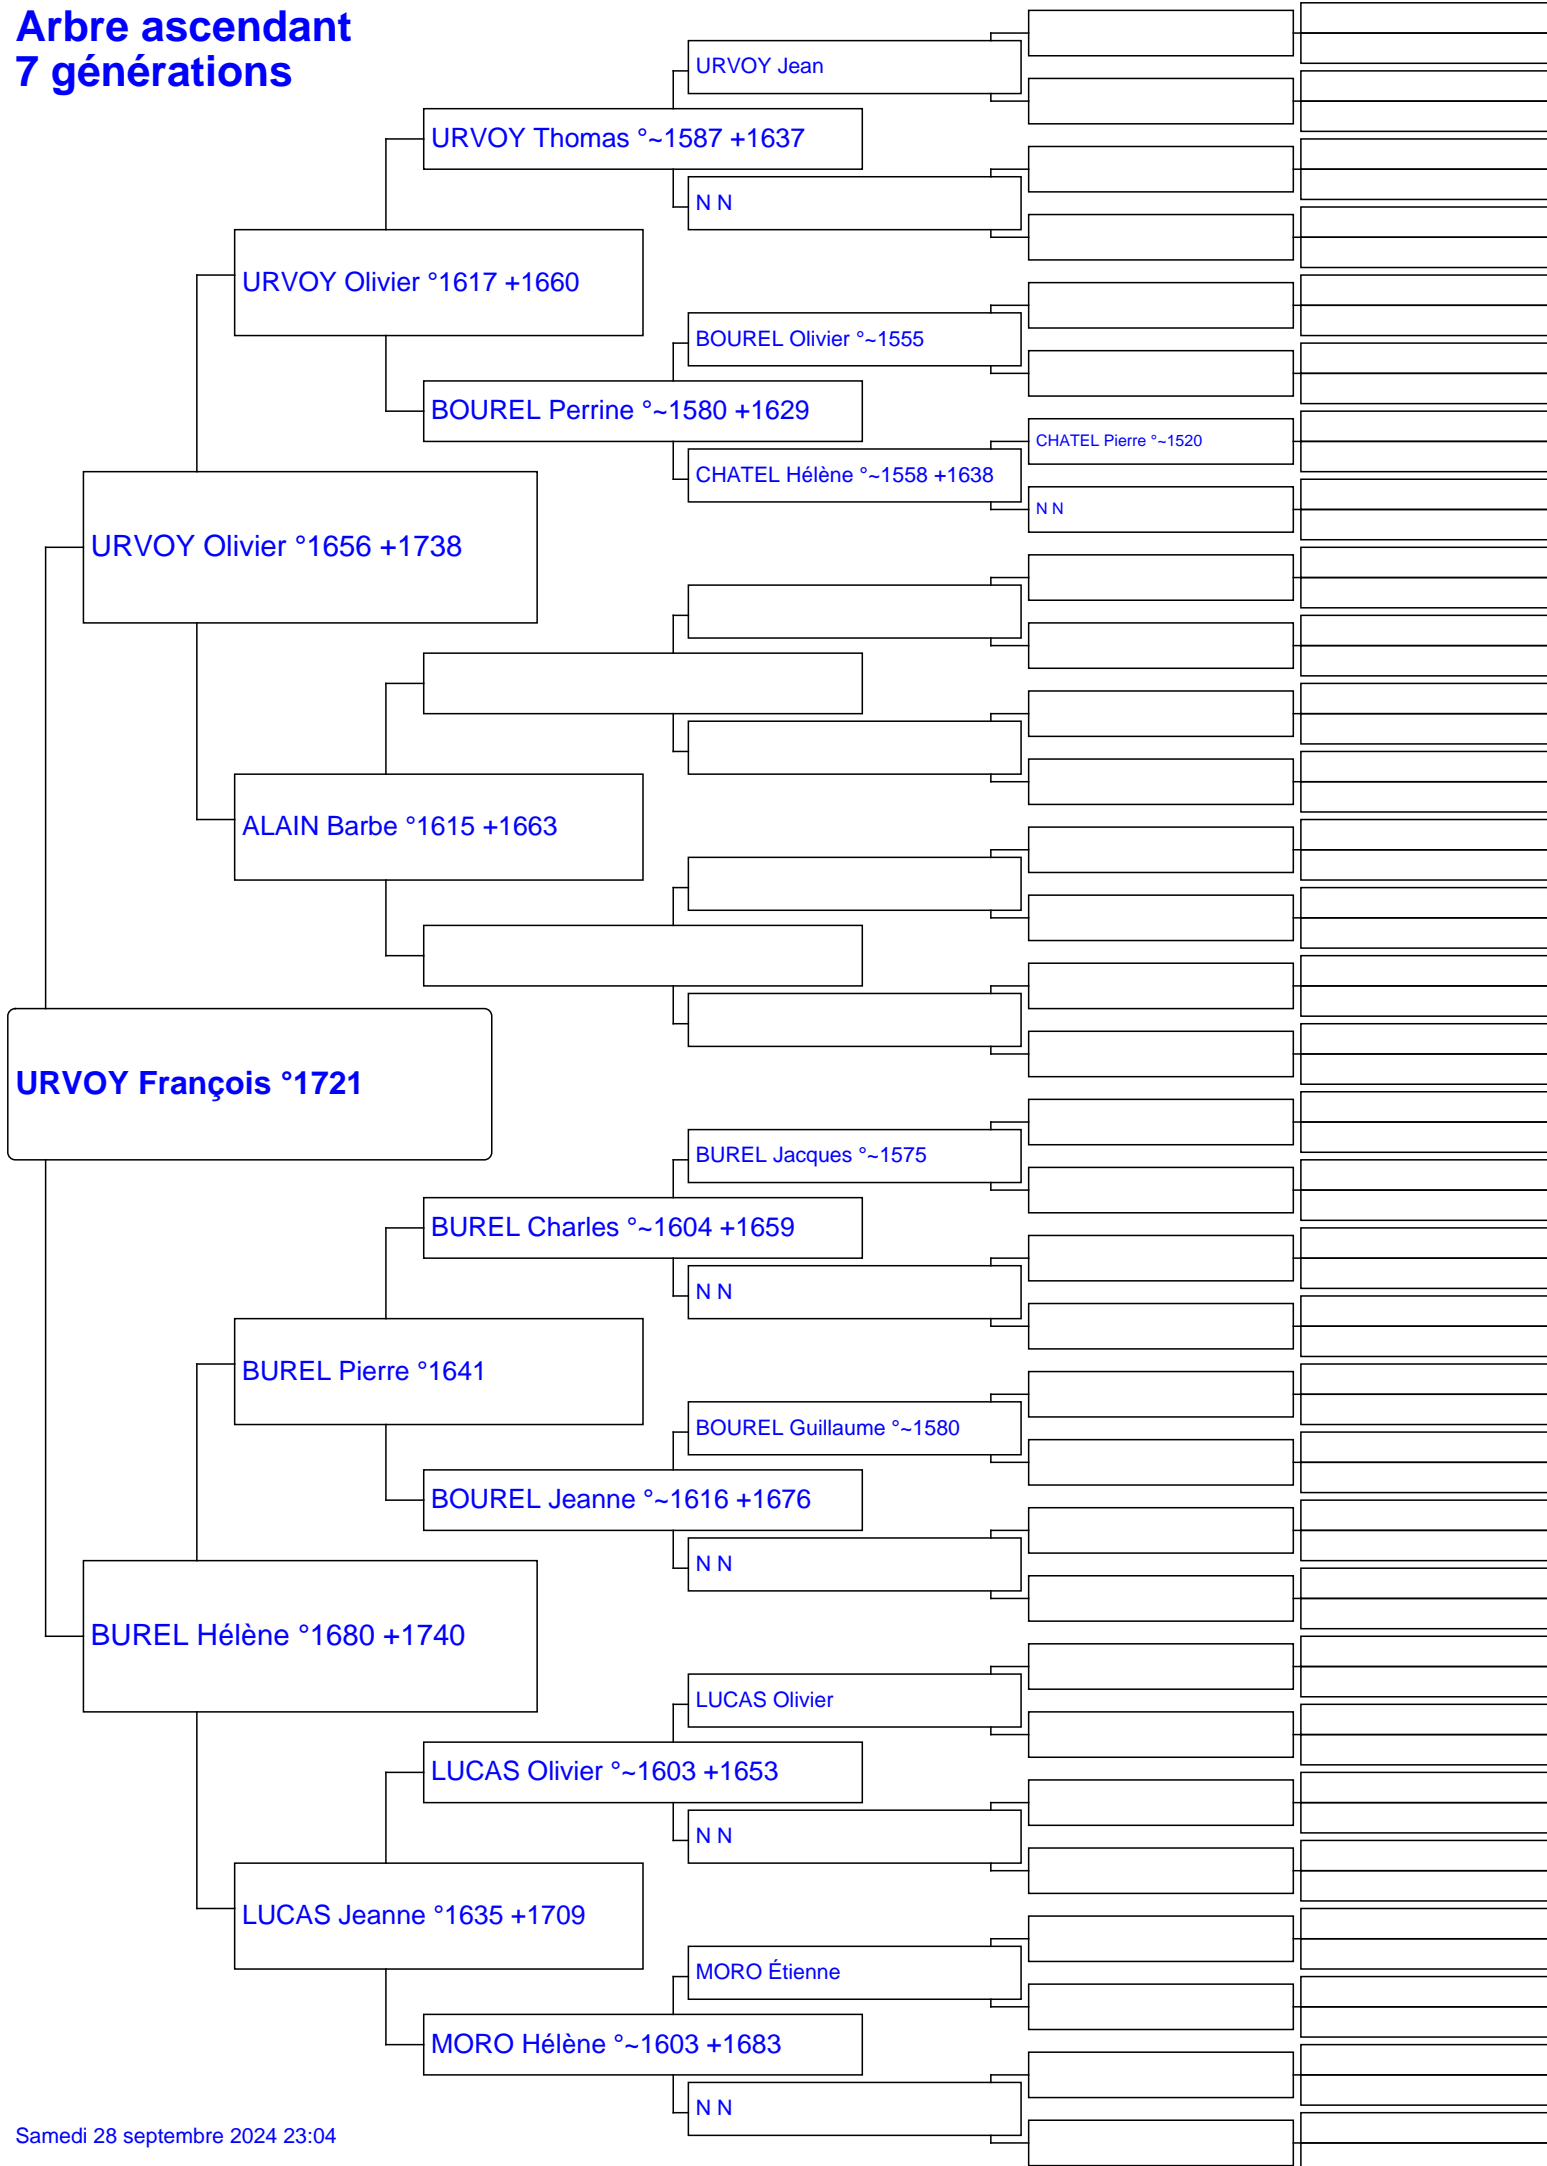 Arbre ascendant
7 générations
URVOY Jean
URVOY Thomas °~1587 +1637
N N
URVOY Olivier °1617 +1660
BOUREL Olivier °~1555
BOUREL Perrine °~1580 +1629
CHATEL Pierre °~1520
CHATEL Hélène °~1558 +1638
N N
URVOY Olivier °1656 +1738
ALAIN Barbe °1615 +1663
URVOY François °1721
BUREL Jacques °~1575
BUREL Charles °~1604 +1659
N N
BUREL Pierre °1641
BOUREL Guillaume °~1580
BOUREL Jeanne °~1616 +1676
N N
BUREL Hélène °1680 +1740
LUCAS Olivier
LUCAS Olivier °~1603 +1653
N N
LUCAS Jeanne °1635 +1709
MORO Étienne
MORO Hélène °~1603 +1683
N N
Samedi 28 septembre 2024 23:04